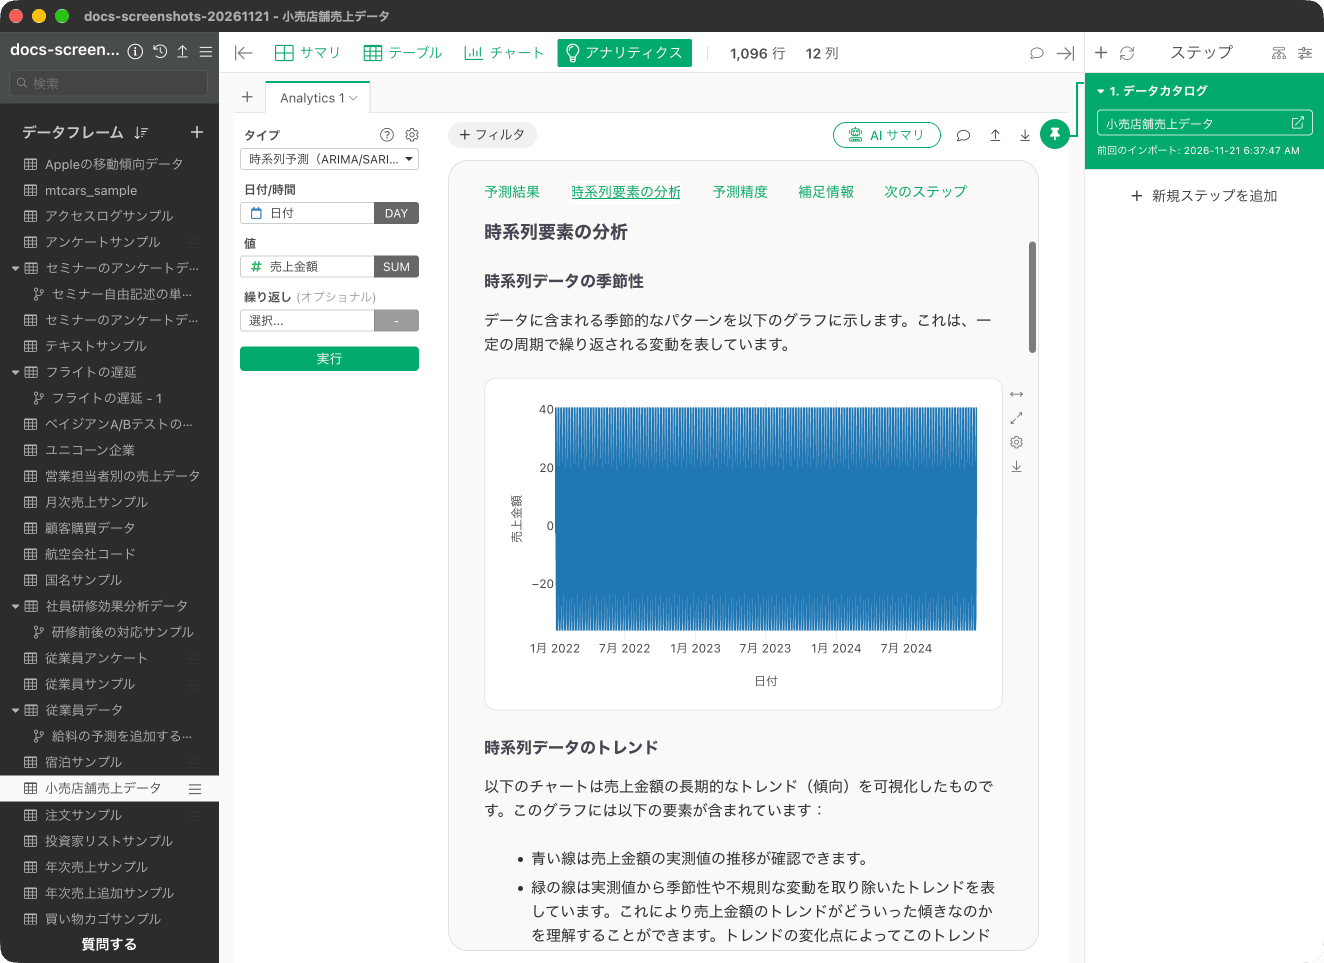 docs-screenshots-20261121 - 小売店舗売上データ
docs-screen...
検索
データフレーム
Appleの移動傾向データ
mtcars_sample
アクセスログサンプル
アンケートサンプル
セミナーのアンケートデ...
セミナー自由記述の単...
セミナーのアンケートデ...
テキストサンプル
フライトの遅延
フライトの遅延 - 1
ベイジアンA/Bテストの...
ユニコーン企業
営業担当者別の売上データ
月次売上サンプル
顧客購買データ
航空会社コード
国名サンプル
社員研修効果分析データ
研修前後の対応サンプル
従業員アンケート
従業員サンプル
従業員データ
給料の予測を追加する...
宿泊サンプル
小売店舗売上データ
注文サンプル
投資家リストサンプル
年次売上サンプル
年次売上追加サンプル
買い物カゴサンプル
質問する
サマリ テーブル チャート アナリティクス 1,096 行 12 列
Analytics 1
タイプ
時系列予測（ARIMA/SARI...
日付/時間
日付 DAY
値
売上金額 SUM
繰り返し (オプショナル)
選択... -
実行
フィルタ
AI サマリ
予測結果 時系列要素の分析 予測精度 補足情報 次のステップ
時系列要素の分析
時系列データの季節性
データに含まれる季節的なパターンを以下のグラフに示します。これは、一
定の周期で繰り返される変動を表しています。
40
20
0
−20
売上金額
1月 2022 7月 2022 1月 2023 7月 2023 1月 2024 7月 2024
日付
時系列データのトレンド
以下のチャートは売上金額の長期的なトレンド（傾向）を可視化したもので
す。このグラフには以下の要素が含まれています：
• 青い線は売上金額の実測値の推移が確認できます。
• 緑の線は実測値から季節性や不規則な変動を取り除いたトレンドを表
しています。これにより売上金額のトレンドがどういった傾きなのか
を理解することができます。トレンドの変化点によってこのトレンド
ステップ
1. データカタログ
小売店舗売上データ
前回のインポート: 2026-11-21 6:37:47 AM
新規ステップを追加